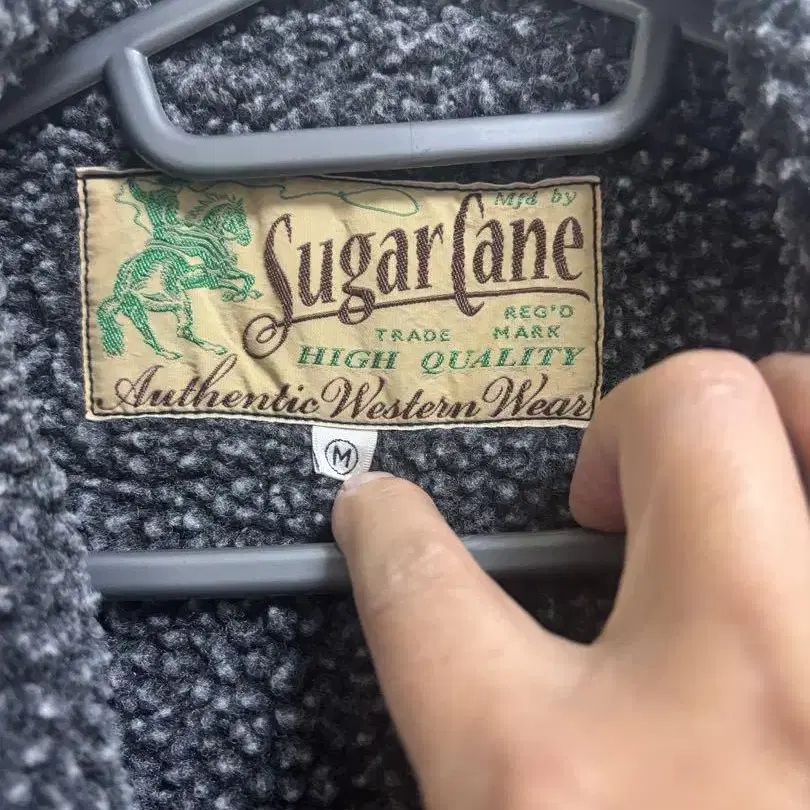 Mfd by
Sugar Cane
REG'D
TRADE MARK
HIGH QUALITY
Authentic Western Wear
M